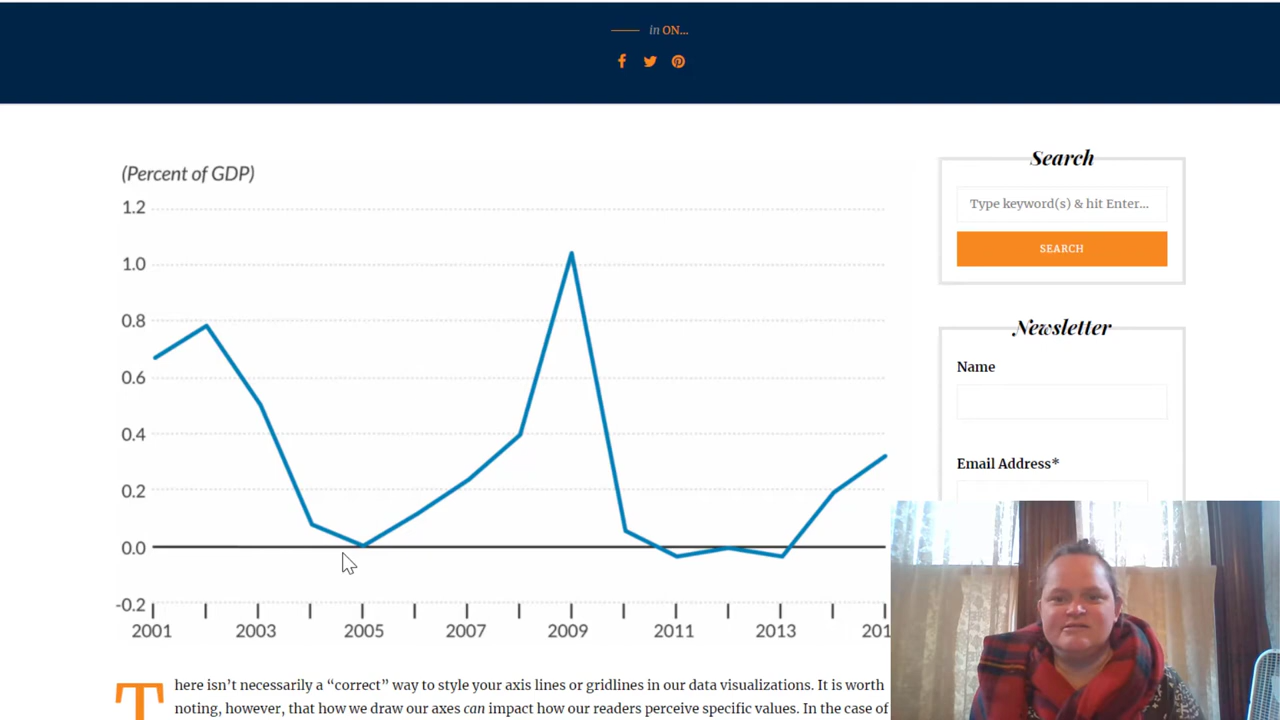 in ON...
(Percent of GDP)
1.2
1.0
0.8
0.6
0.4
0.2
0.0
-0.2
2001 2003 2005 2007 2009 2011 2013 201
There isn’t necessarily a “correct” way to style your axis lines or gridlines in our data visualizations. It is worth
noting, however, that how we draw our axes can impact how our readers perceive specific values. In the case of
Search
Type keyword(s) & hit Enter...
SEARCH
Newsletter
Name
Email Address*